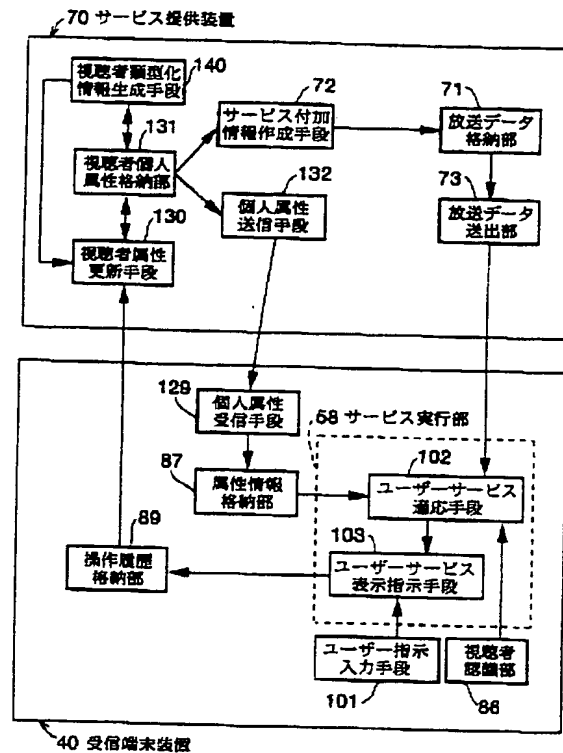 70 サービス提供装置
視聴者類型化
情報生成手段
140
72
サービス付加
情報作成手段
71
放送データ
格納部
131
視聴者個人
属性格納部
132
個人属性
送信手段
73
放送データ
送出部
130
視聴者属性
更新手段
129
個人属性
受信手段
58 サービス実行部
87
属性情報
格納部
102
ユーザーサービス
適応手段
89
操作履歴
格納部
103
ユーザーサービス
表示指示手段
ユーザー指示
入力手段
101
視聴者
認識部
86
40 受信端末装置